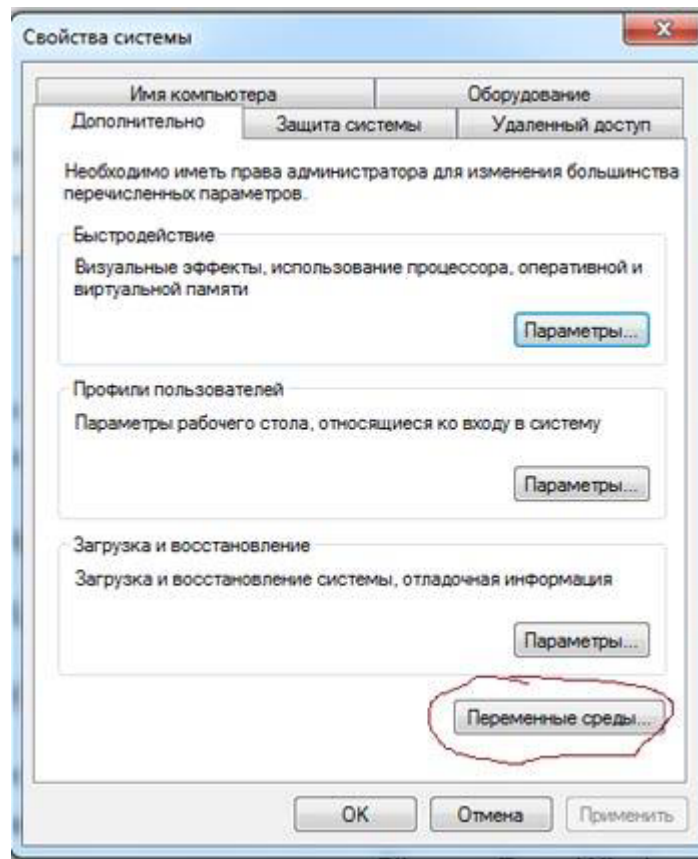 Свойства системы
Имя компьютера
Оборудование
Дополнительно
Защита системы
Удаленный доступ
Необходимо иметь права администратора для изменения большинства
перечисленных параметров.
Быстродействие
Визуальные эффекты, использование процессора, оперативной и
виртуальной памяти
Параметры...
Профили пользователей
Параметры рабочего стола, относящиеся ко входу в систему
Параметры...
Загрузка и восстановление
Загрузка и восстановление системы, отладочная информация
Параметры...
Переменные среды...
ОК
Отмена
Применить